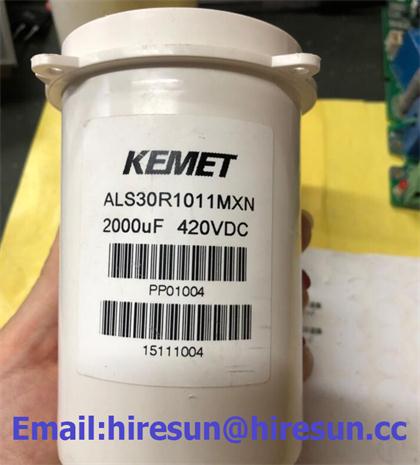 KEMET
ALS30R1011MXN
2000uF 420VDC
PP01004
15111004
Email:hiresun@hiresun.cc